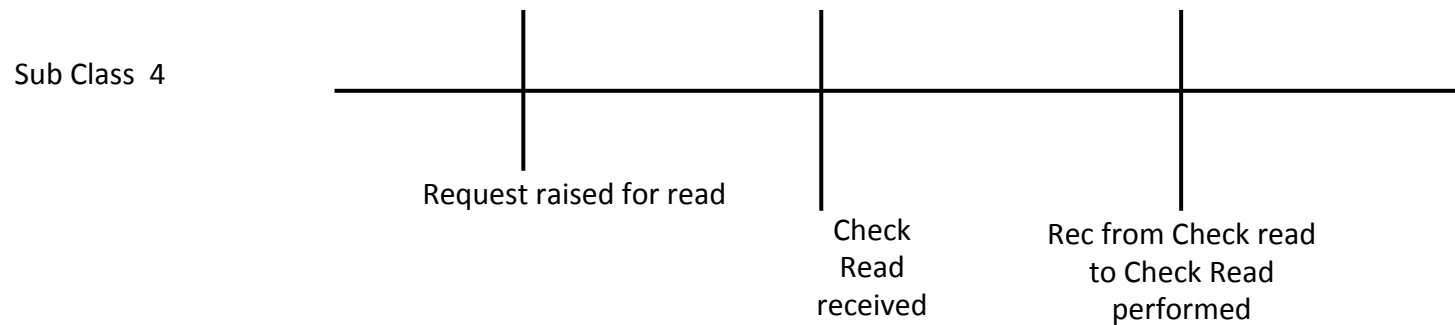 Sub Class 4
Request raised for read
Check
Read
received
Rec from Check read
to Check Read
performed